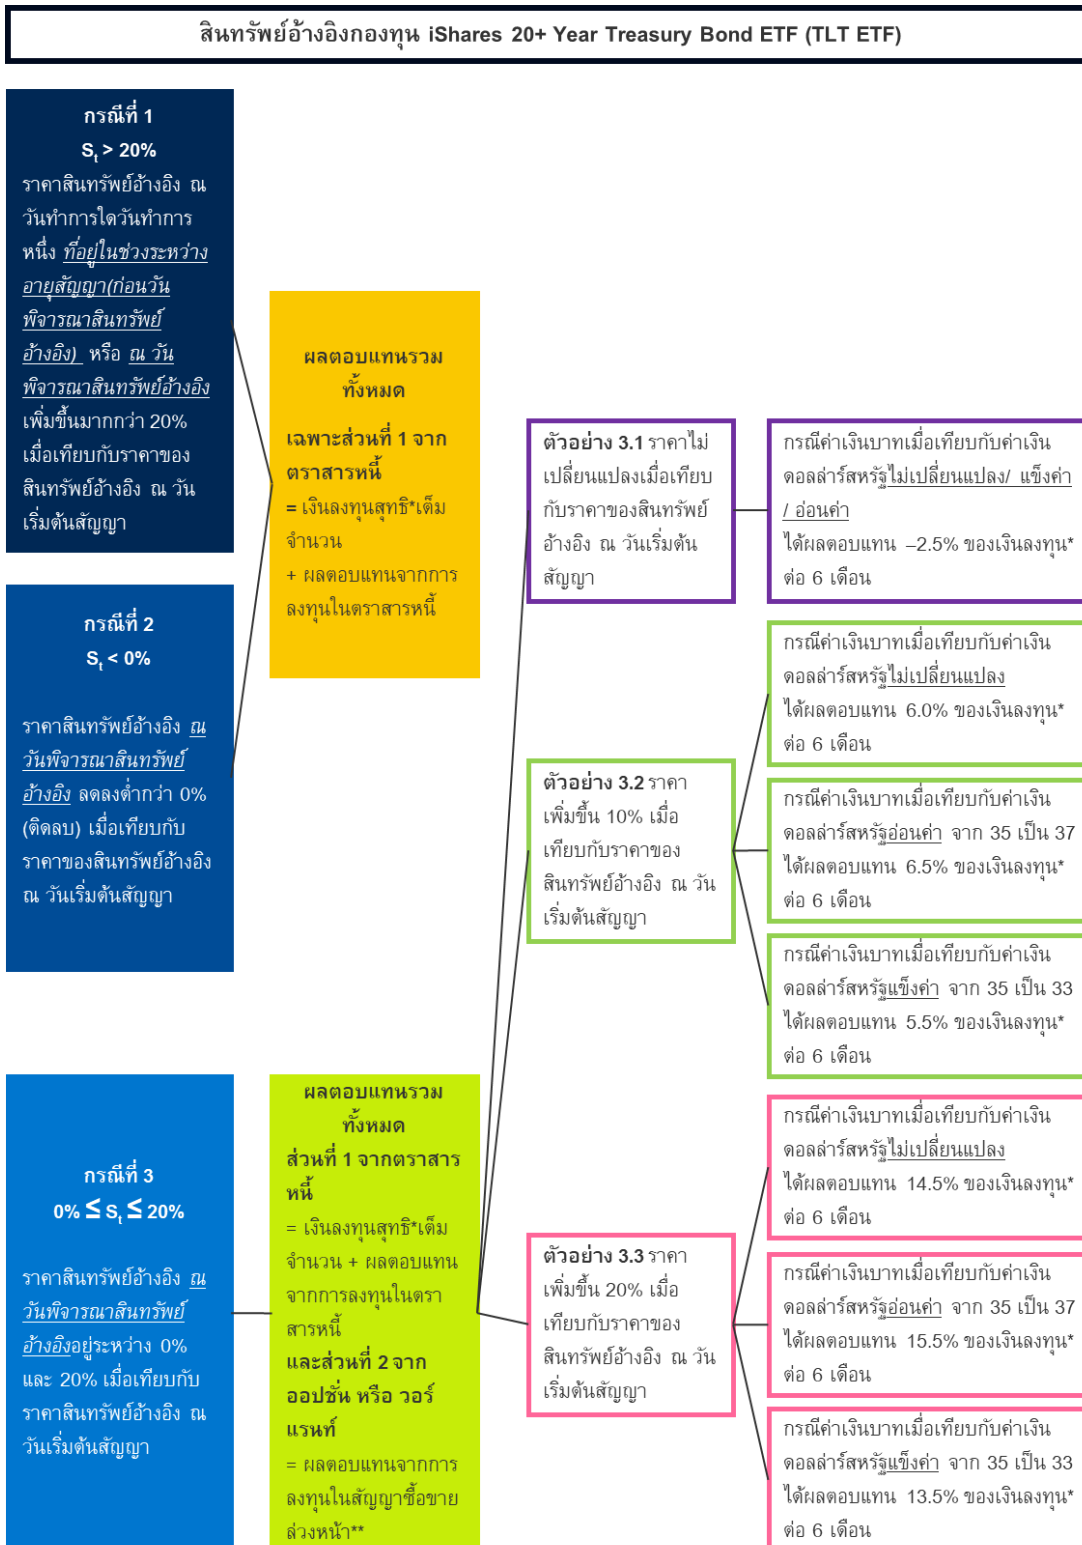 สินทรัพย์อ้างอิงกองทุน iShares 20+ Year Treasury Bond ETF (TLT ETF)
กรณีที่ 1
St > 20%
ราคาสินทรัพย์อ้างอิง ณ
วันทำการใดวันทำการ
หนึ่ง ที่อยู่ในช่วงระหว่าง
อายุสัญญา(ก่อนวัน
พิจารณาสินทรัพย์
อ้างอิง) หรือ ณ วัน
พิจารณาสินทรัพย์อ้างอิง
เพิ่มขึ้นมากกว่า 20%
เมื่อเทียบกับราคาของ
สินทรัพย์อ้างอิง ณ วัน
เริ่มต้นสัญญา
กรณีที่ 2
St < 0%
ราคาสินทรัพย์อ้างอิง ณ
วันพิจารณาสินทรัพย์
อ้างอิง ลดลงต่ำกว่า 0%
(ติดลบ) เมื่อเทียบกับ
ราคาของสินทรัพย์อ้างอิง
ณ วันเริ่มต้นสัญญา
กรณีที่ 3
0% ≤ St ≤ 20%
ราคาสินทรัพย์อ้างอิง ณ
วันพิจารณาสินทรัพย์
อ้างอิงอยู่ระหว่าง 0%
และ 20% เมื่อเทียบกับ
ราคาสินทรัพย์อ้างอิง ณ
วันเริ่มต้นสัญญา
ผลตอบแทนรวม
ทั้งหมด
เฉพาะส่วนที่ 1 จาก
ตราสารหนี้
= เงินลงทุนสุทธิ*เต็ม
จำนวน
+ ผลตอบแทนจากการ
ลงทุนในตราสารหนี้
ผลตอบแทนรวม
ทั้งหมด
ส่วนที่ 1 จากตราสาร
หนี้
= เงินลงทุนสุทธิ*เต็ม
จำนวน + ผลตอบแทน
จากการลงทุนในตรา
สารหนี้
และส่วนที่ 2 จาก
ออปชั่น หรือ วอร์
แรนท์
= ผลตอบแทนจากการ
ลงทุนในสัญญาซื้อขาย
ล่วงหน้า**
ตัวอย่าง 3.1 ราคาไม่
เปลี่ยนแปลงเมื่อเทียบ
กับราคาของสินทรัพย์
อ้างอิง ณ วันเริ่มต้น
สัญญา
กรณีค่าเงินบาทเมื่อเทียบกับค่าเงิน
ดอลล่าร์สหรัฐไม่เปลี่ยนแปลง/ แข็งค่า
/ อ่อนค่า
ได้ผลตอบแทน –2.5% ของเงินลงทุน*
ต่อ 6 เดือน
ตัวอย่าง 3.2 ราคา
เพิ่มขึ้น 10% เมื่อ
เทียบกับราคาของ
สินทรัพย์อ้างอิง ณ วัน
เริ่มต้นสัญญา
กรณีค่าเงินบาทเมื่อเทียบกับค่าเงิน
ดอลล่าร์สหรัฐไม่เปลี่ยนแปลง
ได้ผลตอบแทน 6.0% ของเงินลงทุน*
ต่อ 6 เดือน
กรณีค่าเงินบาทเมื่อเทียบกับค่าเงิน
ดอลล่าร์สหรัฐอ่อนค่า จาก 35 เป็น 37
ได้ผลตอบแทน 6.5% ของเงินลงทุน*
ต่อ 6 เดือน
กรณีค่าเงินบาทเมื่อเทียบกับค่าเงิน
ดอลล่าร์สหรัฐแข็งค่า จาก 35 เป็น 33
ได้ผลตอบแทน 5.5% ของเงินลงทุน*
ต่อ 6 เดือน
ตัวอย่าง 3.3 ราคา
เพิ่มขึ้น 20% เมื่อ
เทียบกับราคาของ
สินทรัพย์อ้างอิง ณ วัน
เริ่มต้นสัญญา
กรณีค่าเงินบาทเมื่อเทียบกับค่าเงิน
ดอลล่าร์สหรัฐไม่เปลี่ยนแปลง
ได้ผลตอบแทน 14.5% ของเงินลงทุน*
ต่อ 6 เดือน
กรณีค่าเงินบาทเมื่อเทียบกับค่าเงิน
ดอลล่าร์สหรัฐอ่อนค่า จาก 35 เป็น 37
ได้ผลตอบแทน 15.5% ของเงินลงทุน*
ต่อ 6 เดือน
กรณีค่าเงินบาทเมื่อเทียบกับค่าเงิน
ดอลล่าร์สหรัฐแข็งค่า จาก 35 เป็น 33
ได้ผลตอบแทน 13.5% ของเงินลงทุน*
ต่อ 6 เดือน